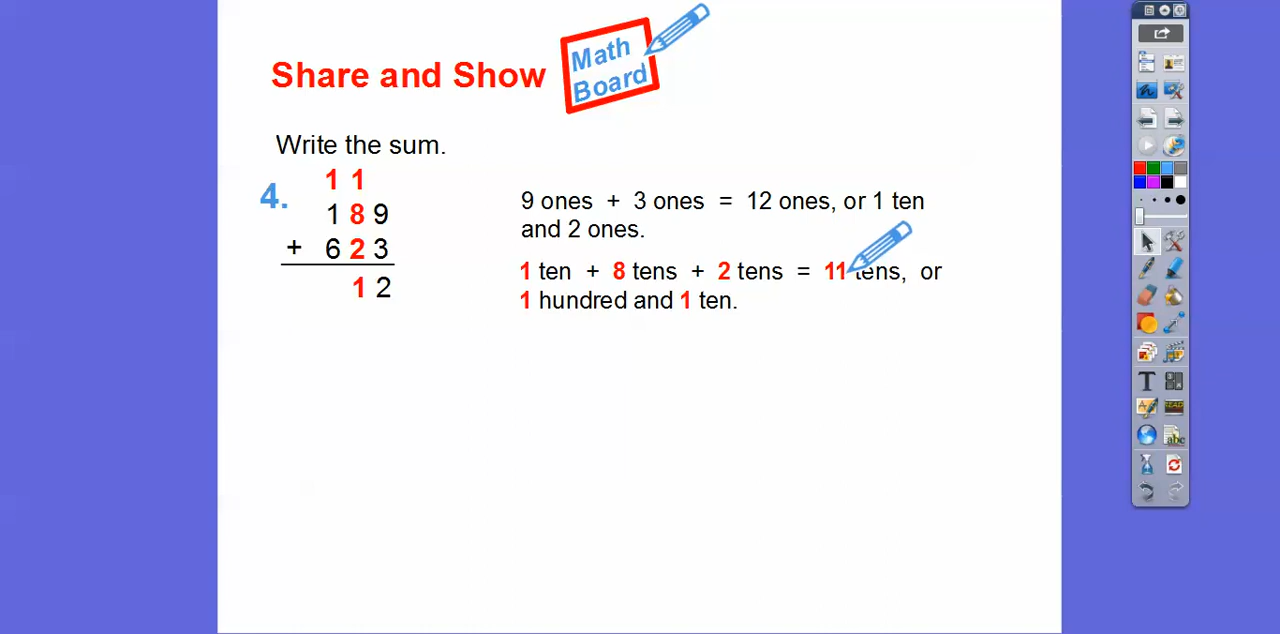 Share and Show
Math
Board
Write the sum.
1 1
4.
1 8 9
+ 6 2 3
1 2
9 ones + 3 ones = 12 ones, or 1 ten
and 2 ones.
1 ten + 8 tens + 2 tens = 11 tens, or
1 hundred and 1 ten.
T
abc